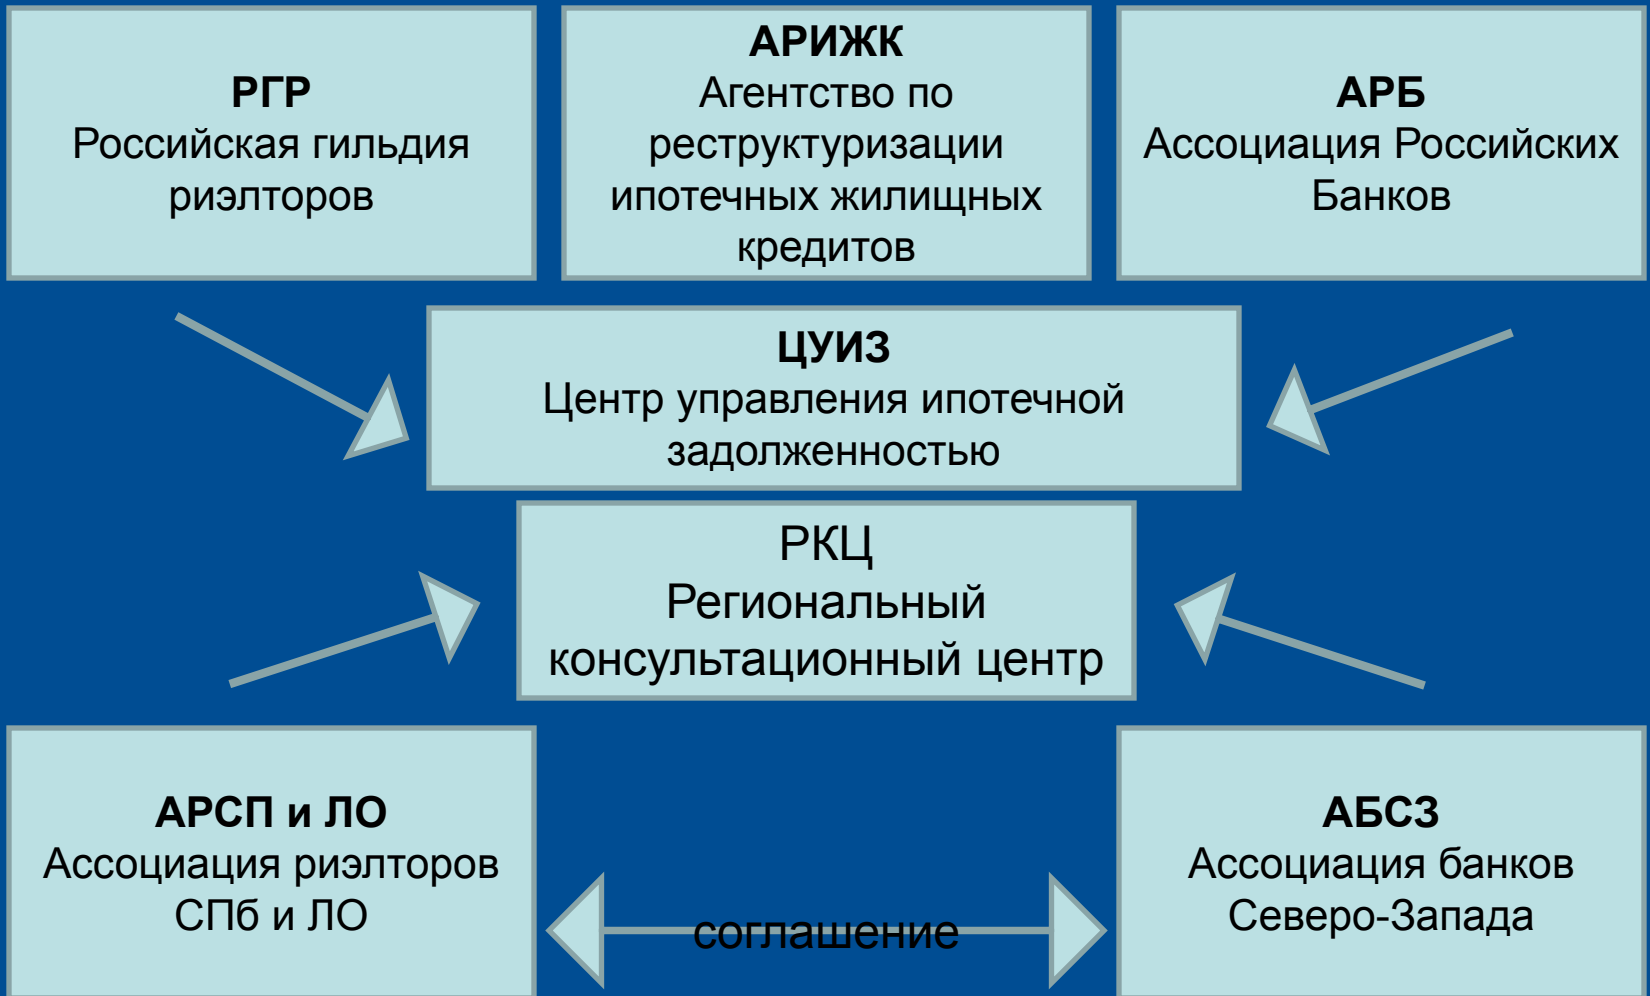 РГР
Российская гильдия
риэлторов
АРИЖК
Агентство по
реструктуризации
ипотечных жилищных
кредитов
АРБ
Ассоциация Российских
Банков
ЦУИЗ
Центр управления ипотечной
задолженностью
РКЦ
Региональный
консультационный центр
АРСП и ЛО
Ассоциация риэлторов
СПб и ЛО
соглашение
АБСЗ
Ассоциация банков
Северо-Запада